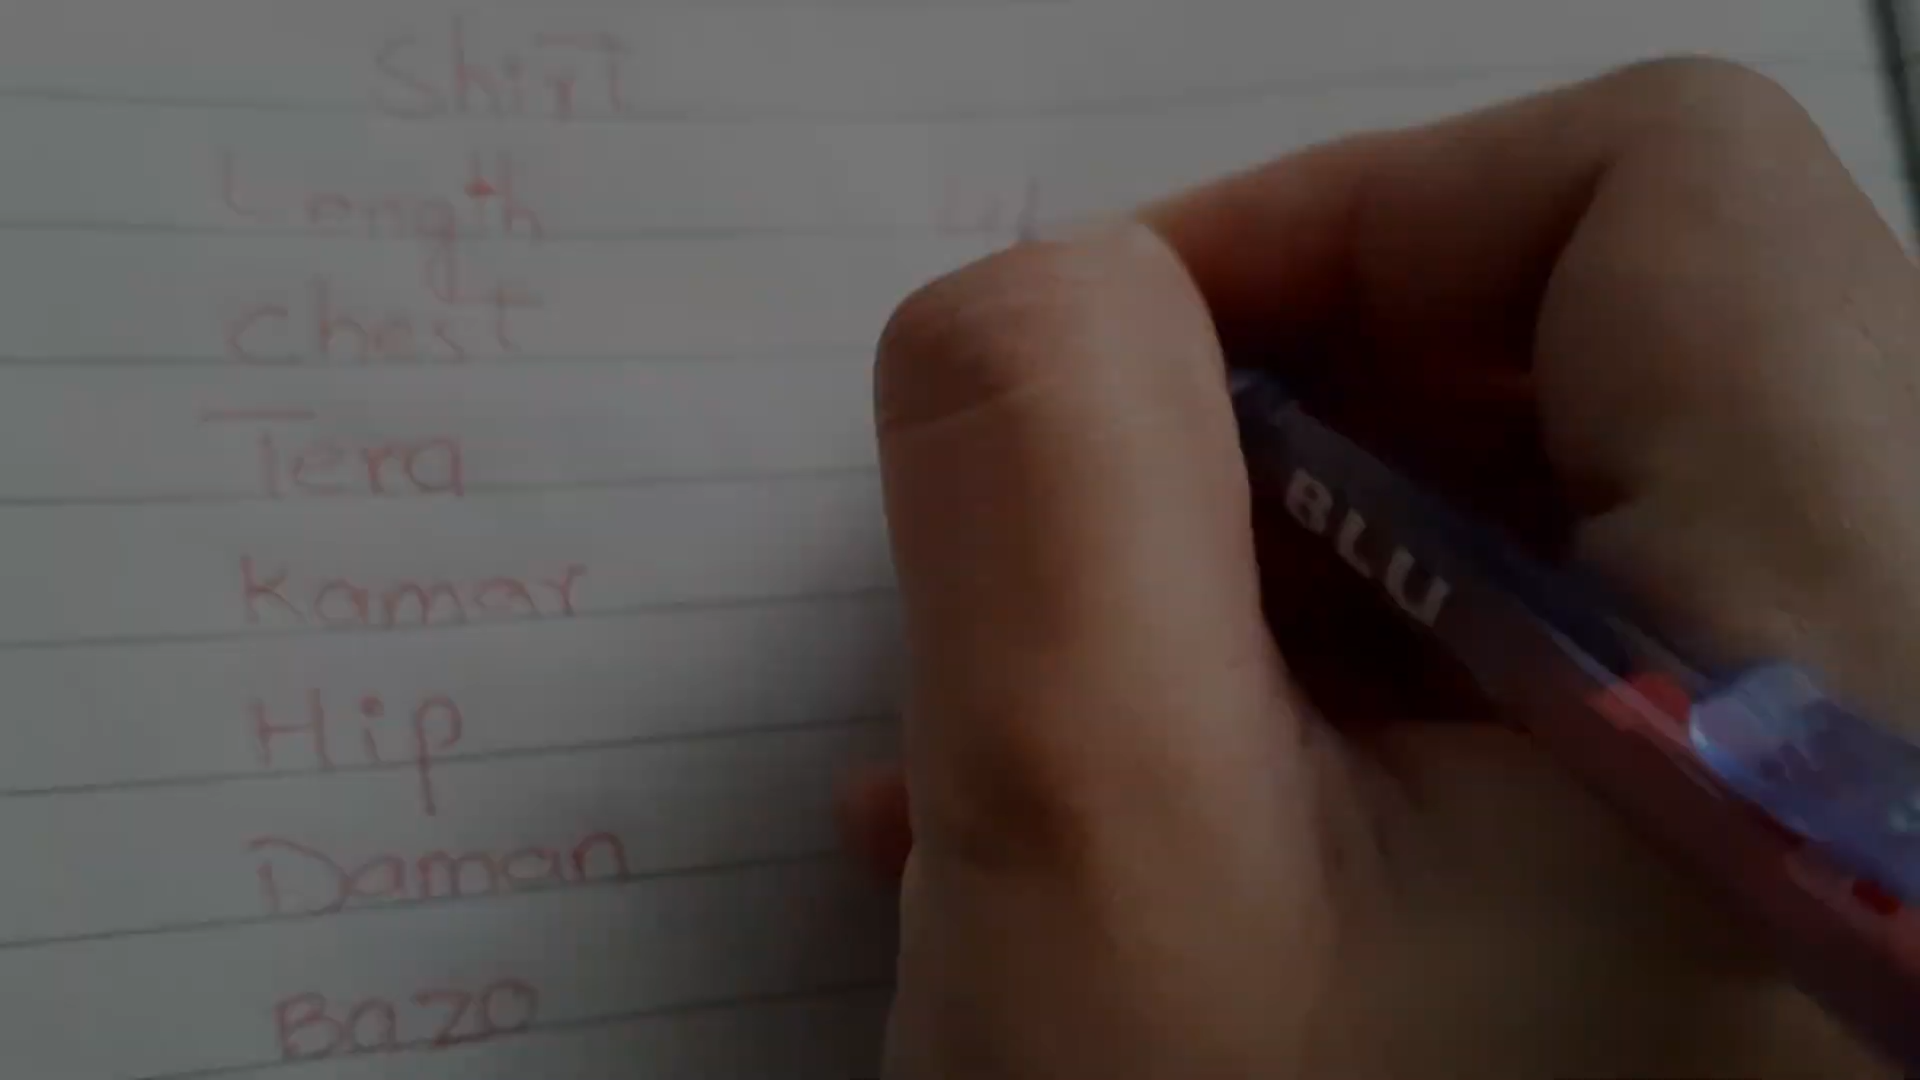 Shirt
Length
Chest
Tera
Kamar
Hip
Daman
Bazo
BLU